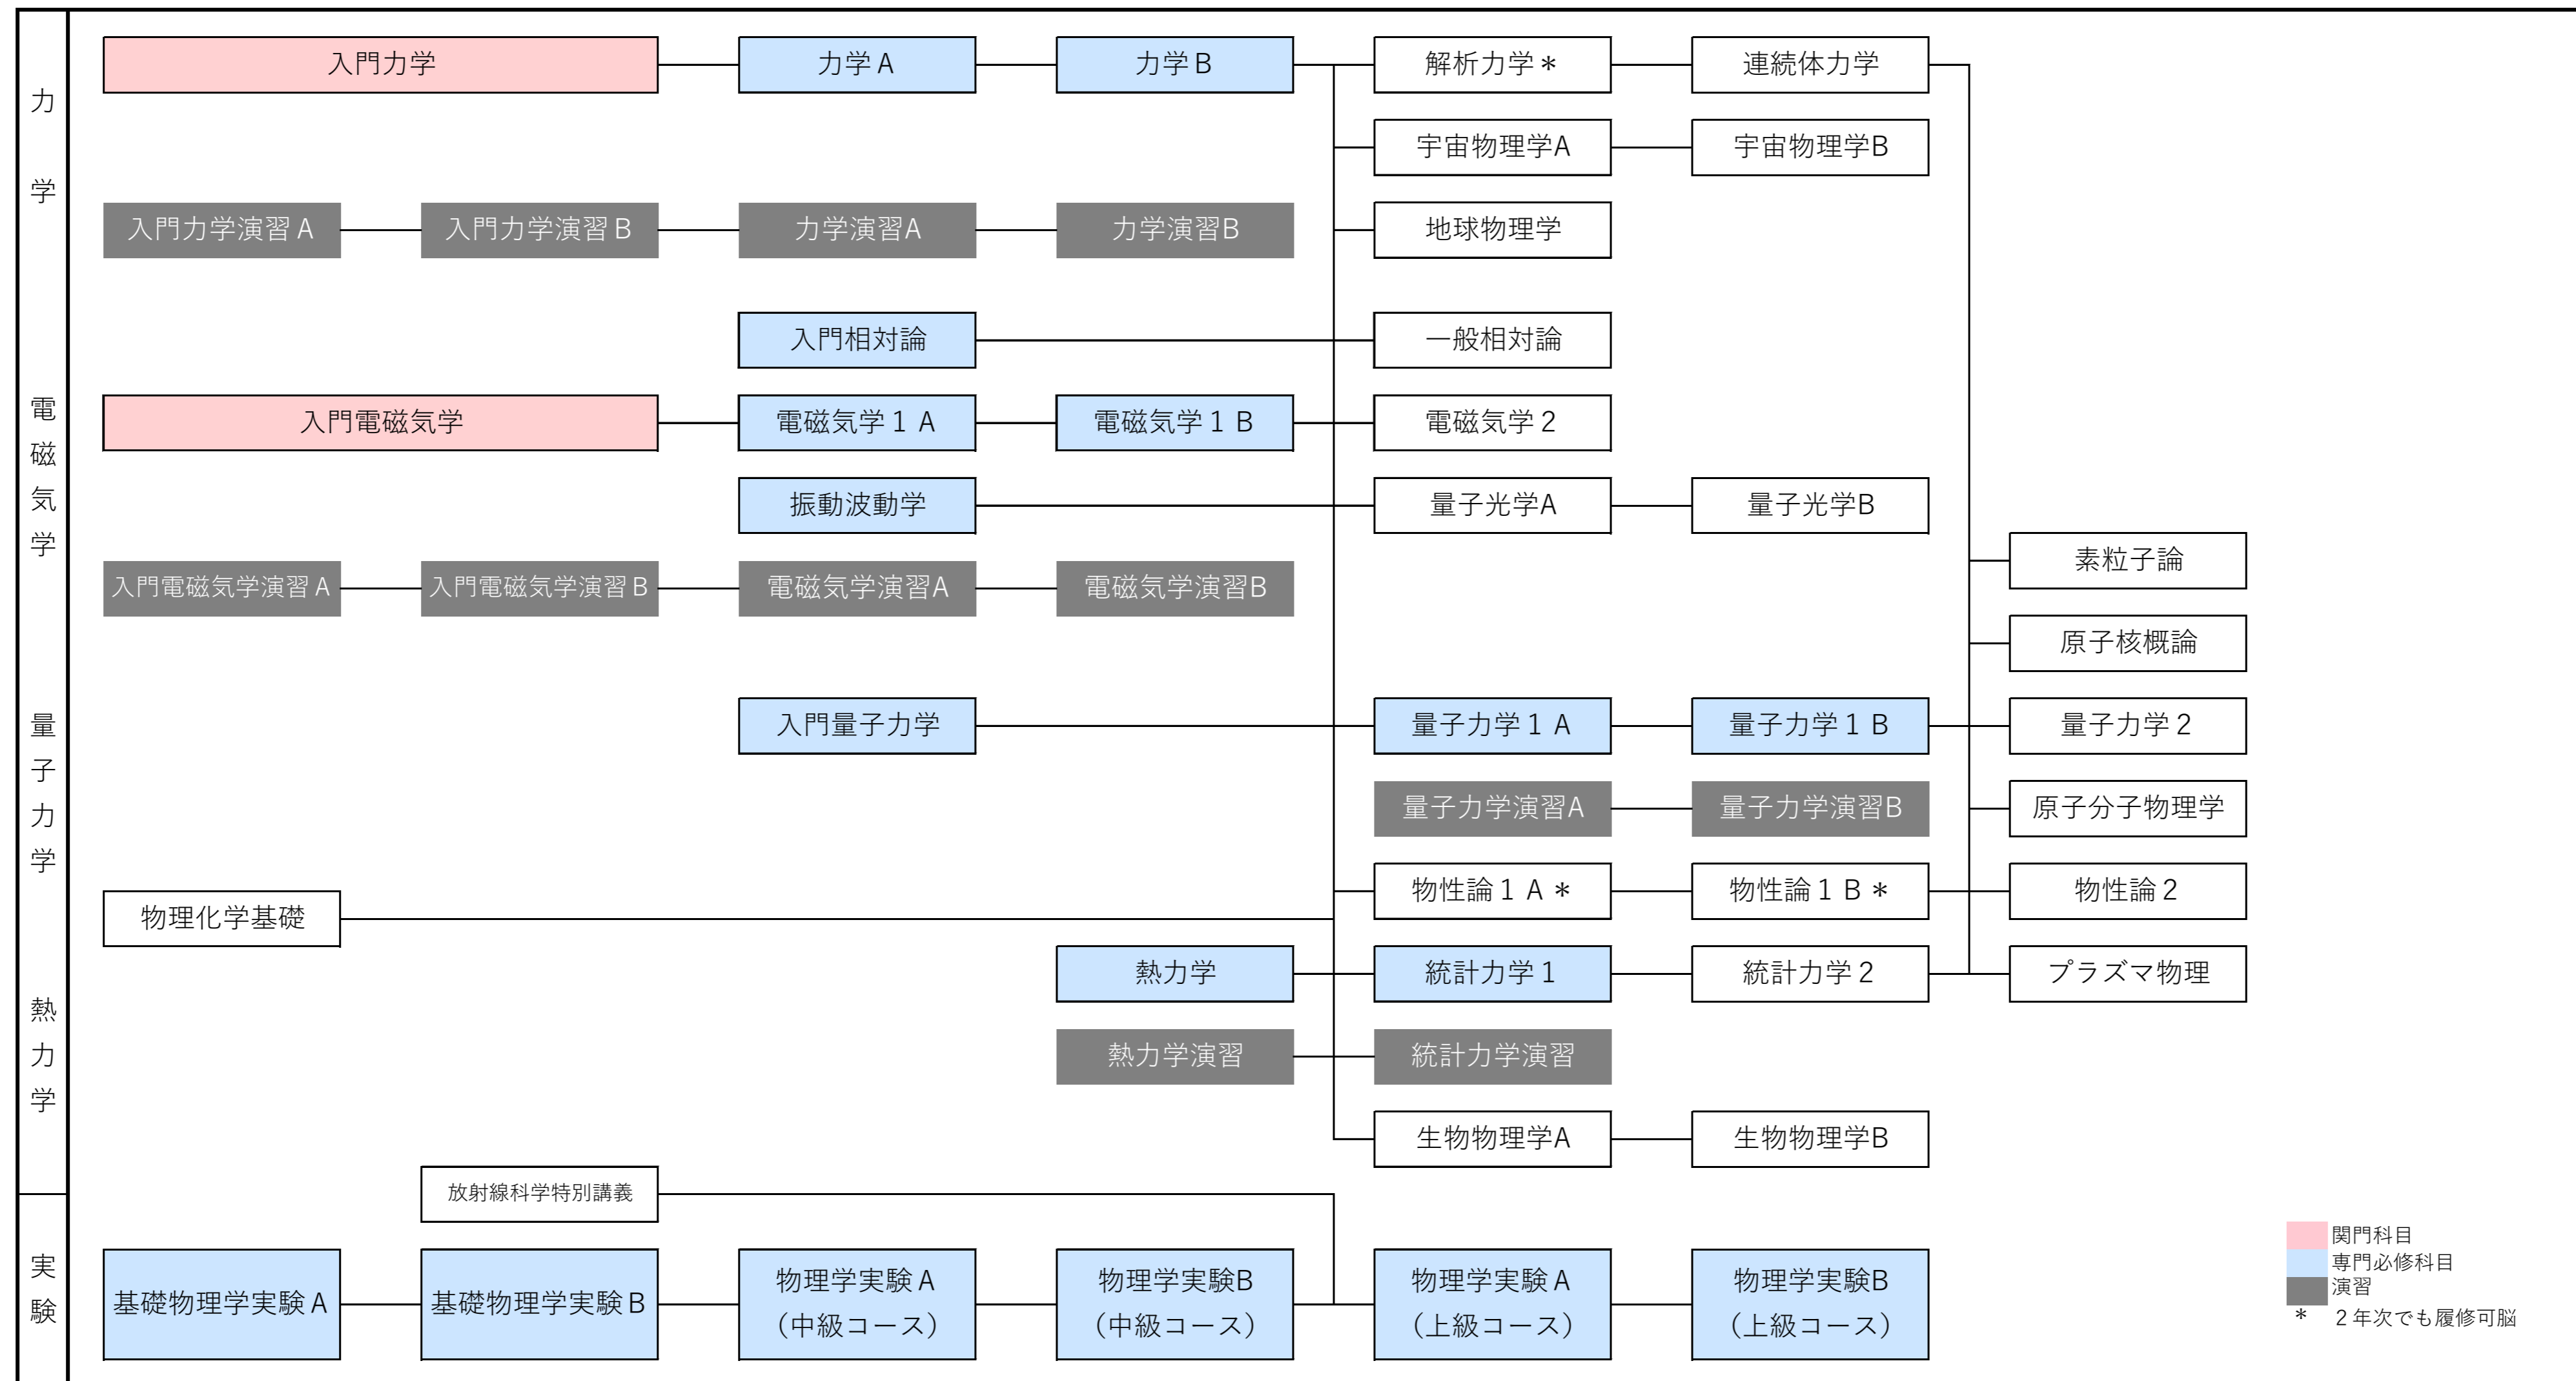 力学
入門力学 力学A 力学B 解析力学＊ 連続体力学
宇宙物理学A 宇宙物理学B
入門力学演習A 入門力学演習B 力学演習A 力学演習B 地球物理学
電磁気学
入門相対論 一般相対論
入門電磁気学 電磁気学１A 電磁気学１B 電磁気学２
振動波動学 量子光学A 量子光学B
素粒子論
入門電磁気学演習A 入門電磁気学演習B 電磁気学演習A 電磁気学演習B
原子核概論
量子力学
入門量子力学 量子力学１A 量子力学１B 量子力学２
量子力学演習A 量子力学演習B 原子分子物理学
物性論１A＊ 物性論１B＊ 物性論２
物理化学基礎
熱力学
熱力学 統計力学１ 統計力学２ プラズマ物理
熱力学演習 統計力学演習
生物物理学A 生物物理学B
放射線科学特別講義
実験
基礎物理学実験A 基礎物理学実験B 物理学実験A 物理学実験B 物理学実験A 物理学実験B
（中級コース） （中級コース） （上級コース） （上級コース）
関門科目
専門必修科目
演習
＊ ２年次でも履修可脳